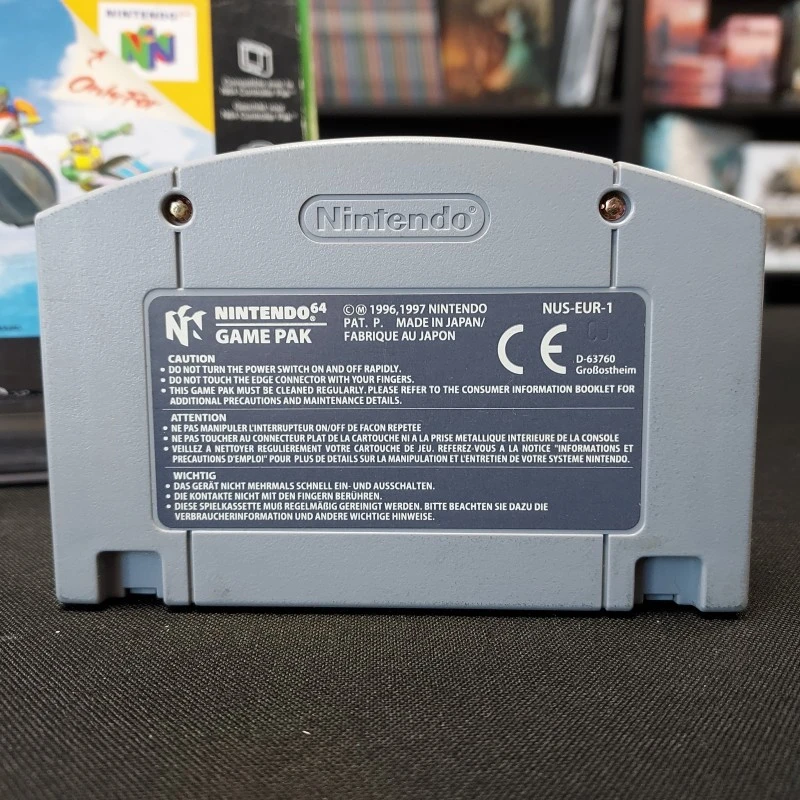 NINTENDO
Only For
Nintendo®
NINTENDO⁶⁴
GAME PAK
©Ⓜ 1996,1997 NINTENDO
PAT. P. MADE IN JAPAN/
FABRIQUE AU JAPON
NUS-EUR-1
CE
D-63760
Großostheim
CAUTION
• DO NOT TURN THE POWER SWITCH ON AND OFF RAPIDLY.
• DO NOT TOUCH THE EDGE CONNECTOR WITH YOUR FINGERS.
• THIS GAME PAK MUST BE CLEANED REGULARLY. PLEASE REFER TO THE CONSUMER INFORMATION BOOKLET FOR
ADDITIONAL PRECAUTIONS AND MAINTENANCE DETAILS.
ATTENTION
• NE PAS MANIPULER L'INTERRUPTEUR ON/OFF DE FACON REPETEE
• NE PAS TOUCHER AU CONNECTEUR PLAT DE LA CARTOUCHE NI A LA PRISE METALLIQUE INTERIEURE DE LA CONSOLE
• VEILLEZ A NETTOYER REGULIEREMENT VOTRE CARTOUCHE DE JEU. REFEREZ-VOUS A LA NOTICE "INFORMATIONS ET
PRECAUTIONS D'EMPLOI" POUR PLUS DE DETAILS SUR LA MANIPULATION ET L'ENTRETIEN DE VOTRE SYSTEME NINTENDO.
WICHTIG
• DAS GERÄT NICHT MEHRMALS SCHNELL EIN- UND AUSSCHALTEN.
• DIE KONTAKTE NICHT MIT DEN FINGERN BERÜHREN.
• DIESE SPIELKASSETTE MUß REGELMÄßIG GEREINIGT WERDEN. BITTE BEACHTEN SIE DAZU DIE
VERBRAUCHERINFORMATION UND ANDERE WICHTIGE HINWEISE.